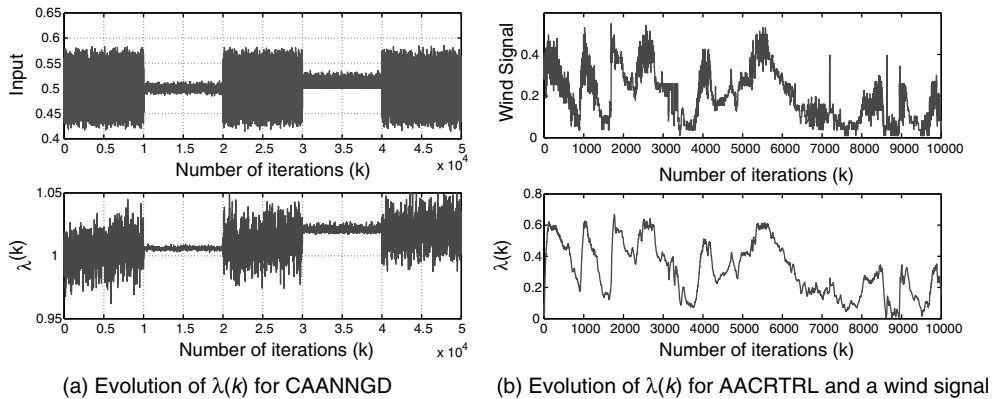 0.65
0.6
0.55
0.5
0.45
0.4
Input
0 0.5 1 1.5 2 2.5 3 3.5 4 4.5 5
Number of iterations (k)
x 10^4
1.05
1
0.95
λ(k)
0 0.5 1 1.5 2 2.5 3 3.5 4 4.5 5
Number of iterations (k)
x 10^4
(a) Evolution of λ(k) for CAANNGD
0.4
0.2
0
Wind Signal
0 1000 2000 3000 4000 5000 6000 7000 8000 9000 10000
Number of iterations (k)
0.8
0.6
0.4
0.2
0
λ(k)
0 1000 2000 3000 4000 5000 6000 7000 8000 9000 10000
Number of iterations (k)
(b) Evolution of λ(k) for AACRTRL and a wind signal